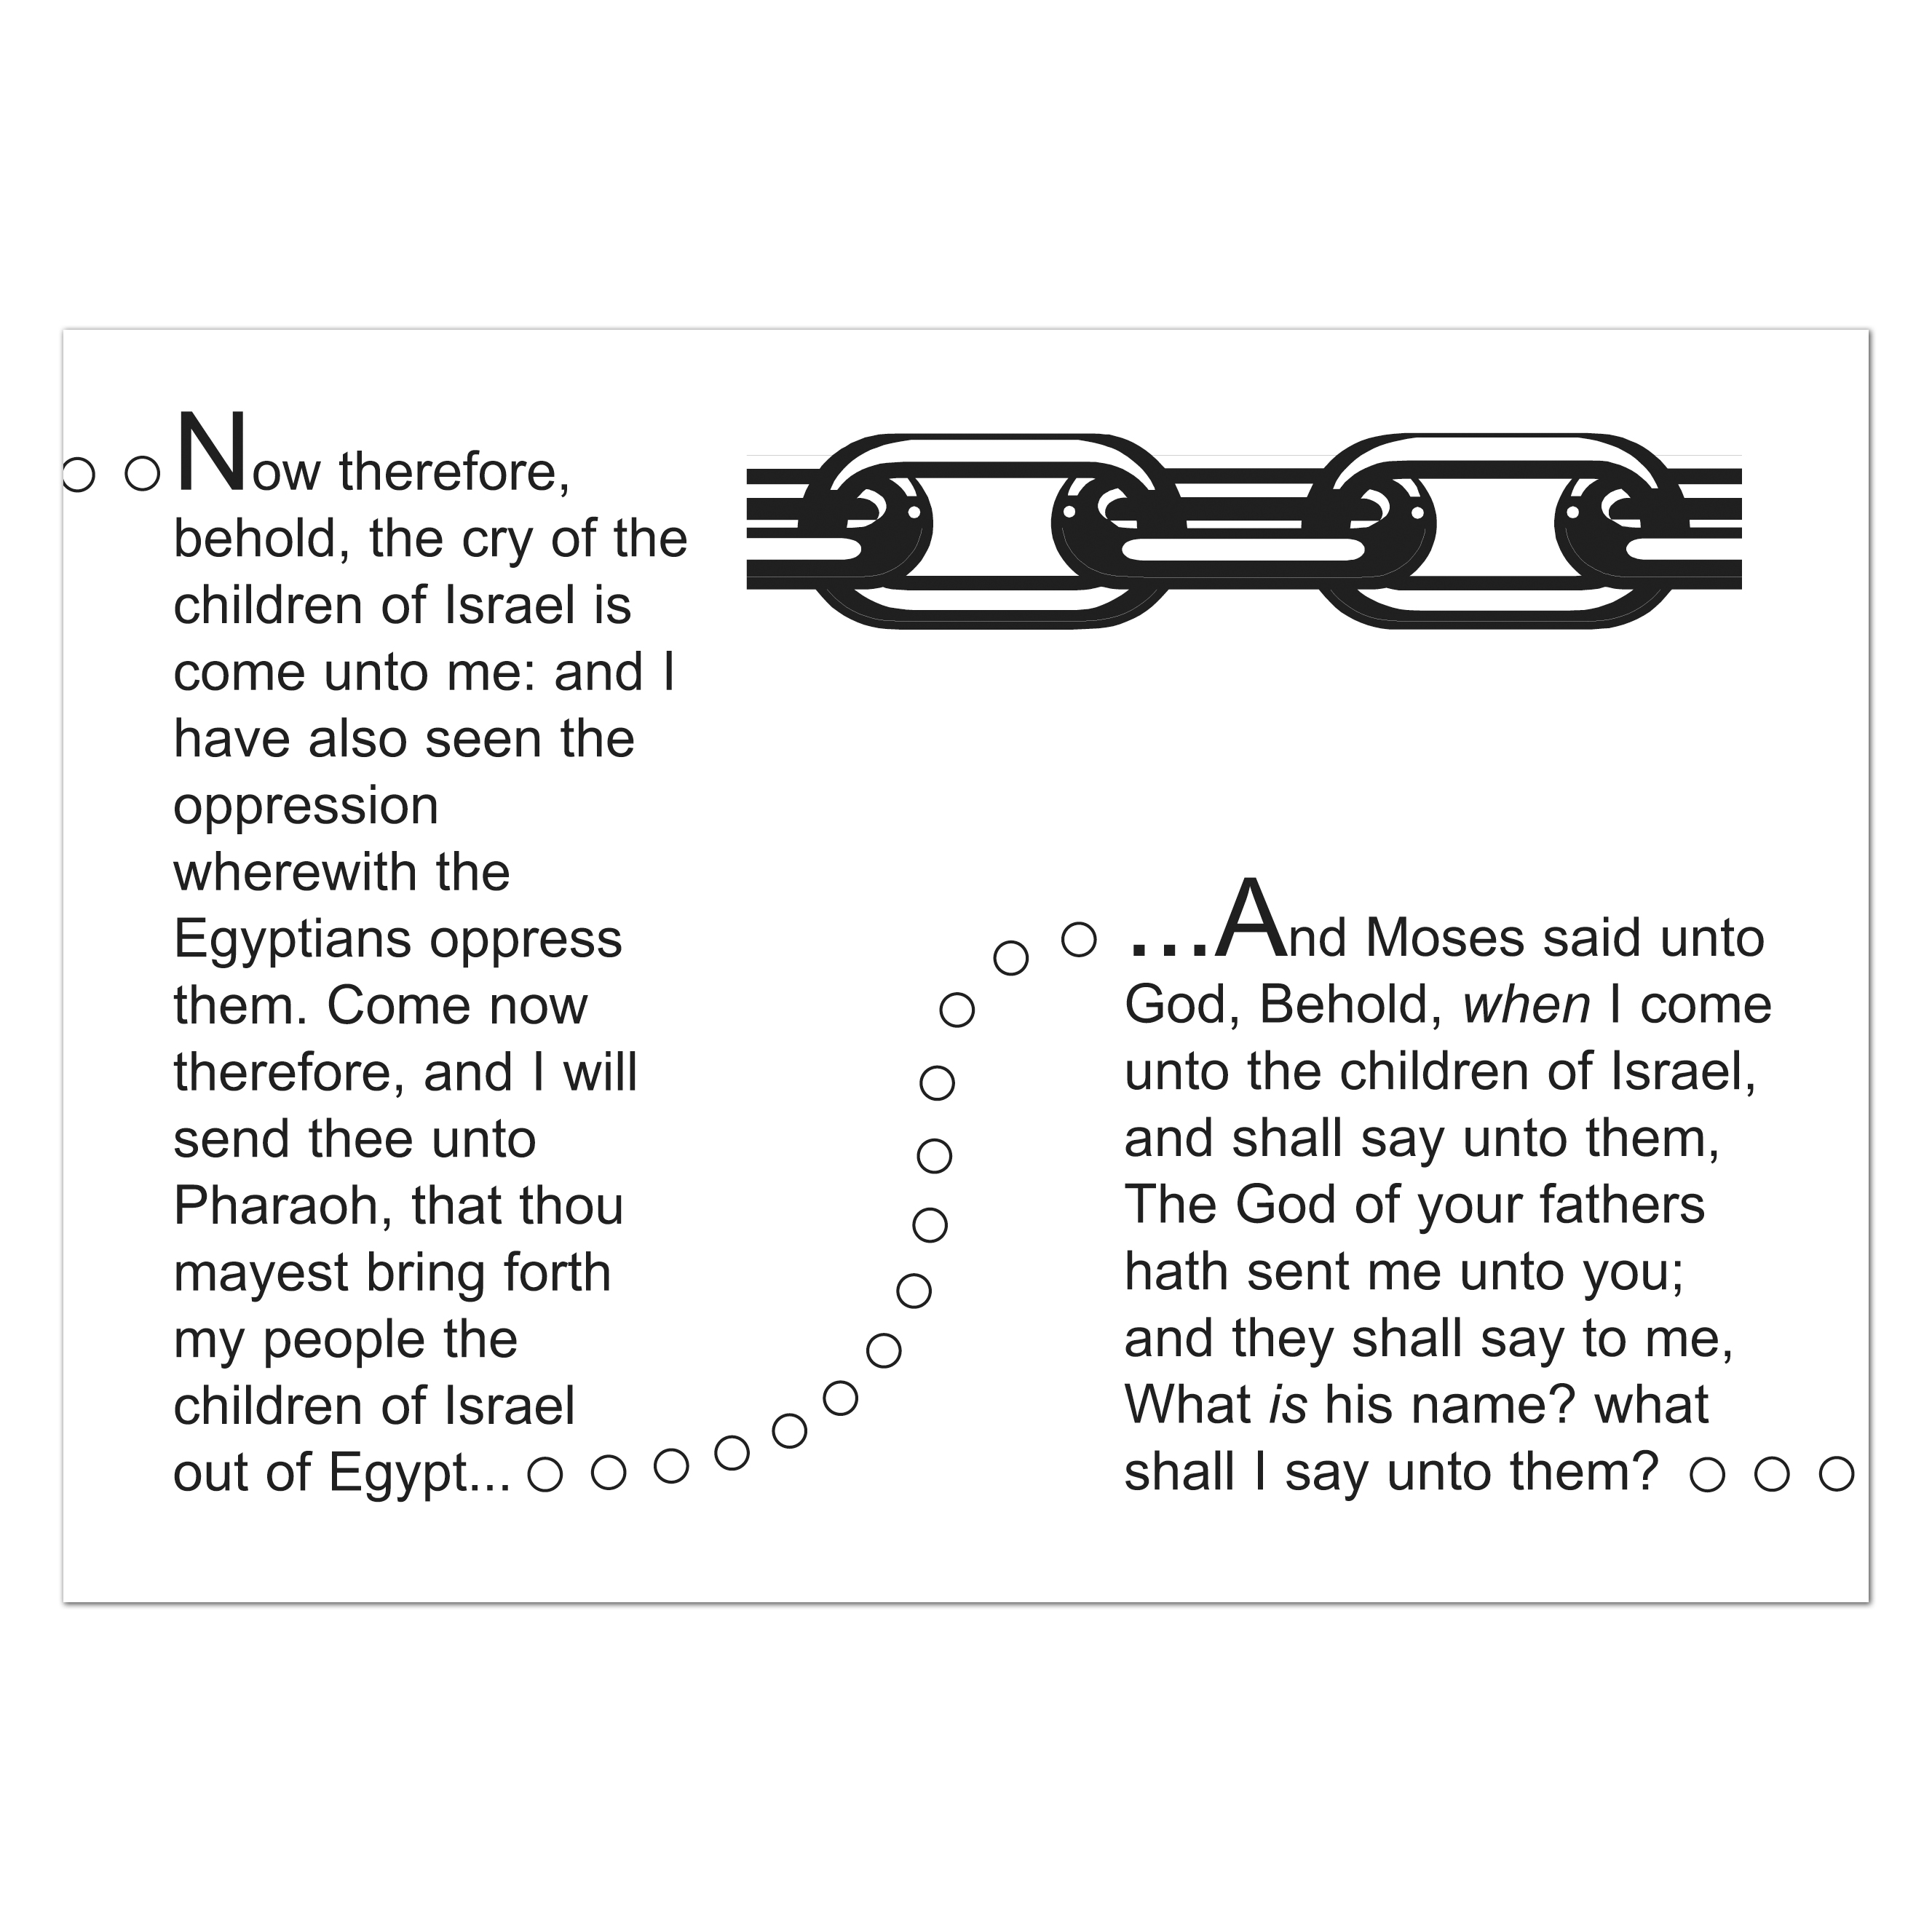 Now therefore,
behold, the cry of the
children of Israel is
come unto me: and I
have also seen the
oppression
wherewith the
Egyptians oppress
them. Come now
therefore, and I will
send thee unto
Pharaoh, that thou
mayest bring forth
my people the
children of Israel
out of Egypt...
...And Moses said unto
God, Behold, when I come
unto the children of Israel,
and shall say unto them,
The God of your fathers
hath sent me unto you;
and they shall say to me,
What is his name? what
shall I say unto them?